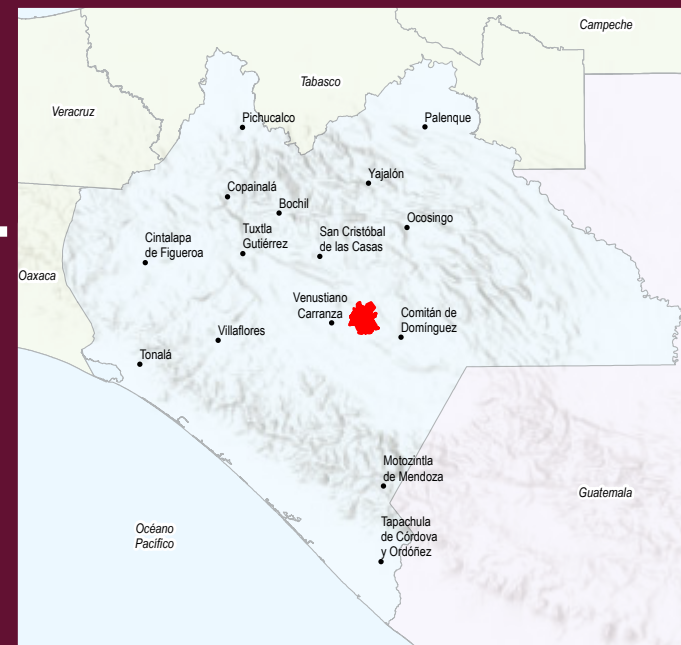 Campeche
Tabasco
Veracruz
Pichucalco
Palenque
Yajalón
Copainalá
Bochil
Ocosingo
Tuxtla
Gutiérrez
San Cristóbal
de las Casas
Cintalapa
de Figueroa
Oaxaca
Venustiano
Carranza
Comitán de
Domínguez
Villaflores
Tonalá
Motozintla
de Mendoza
Guatemala
Océano
Pacífico
Tapachula
de Córdova
y Ordóñez